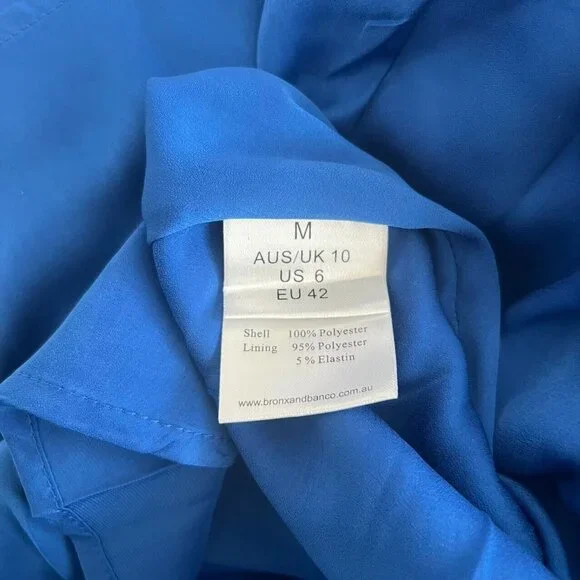 M
AUS/UK 10
US 6
EU 42
Shell 100% Polyester
Lining 95% Polyester
5% Elastin
www.bronxandbanco.com.au